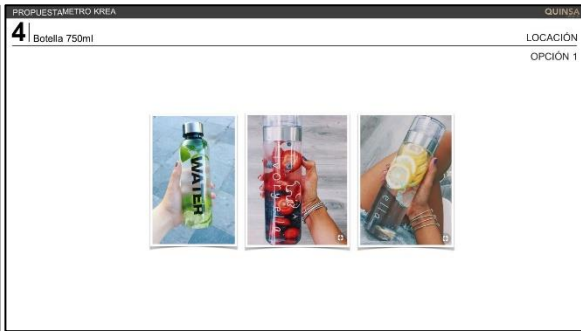 PROPUESTAMETRO KREA
QUINSA
4 Botella 750ml
LOCACIÓN
OPCIÓN 1
WATER